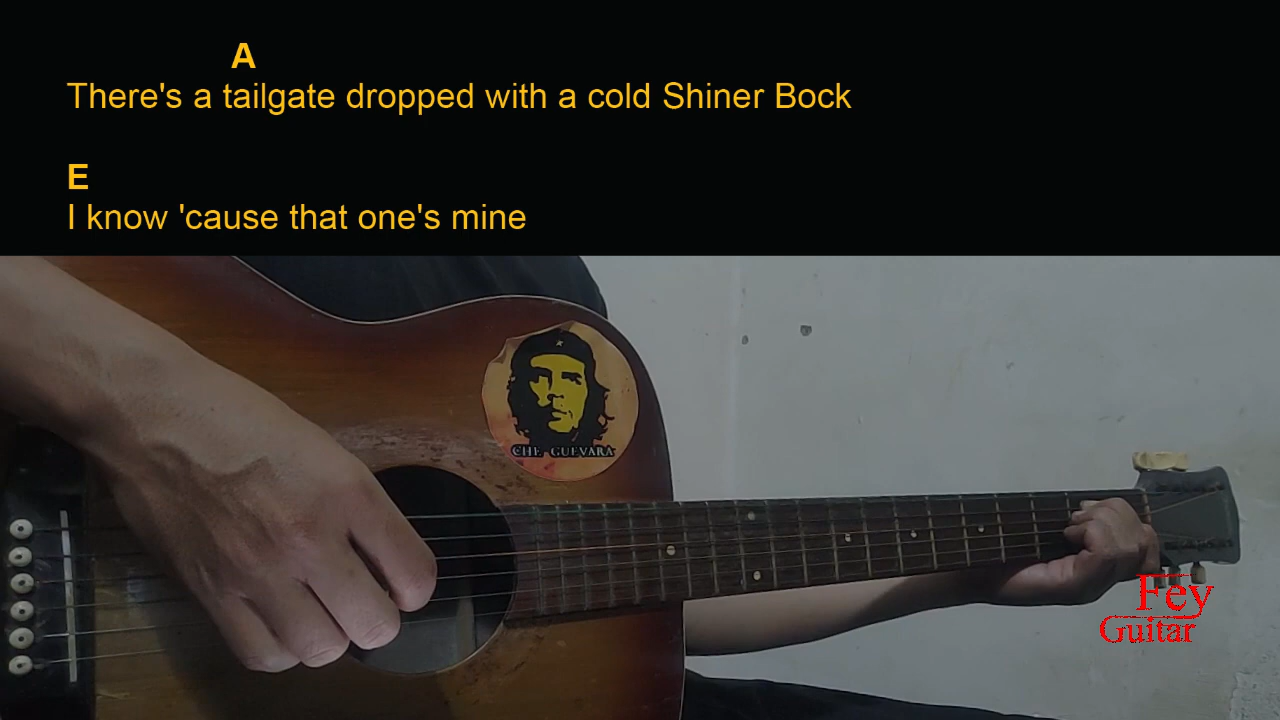 A
There's a tailgate dropped with a cold Shiner Bock
E
I know 'cause that one's mine
CHE GUEVARA
Fey
Guitar